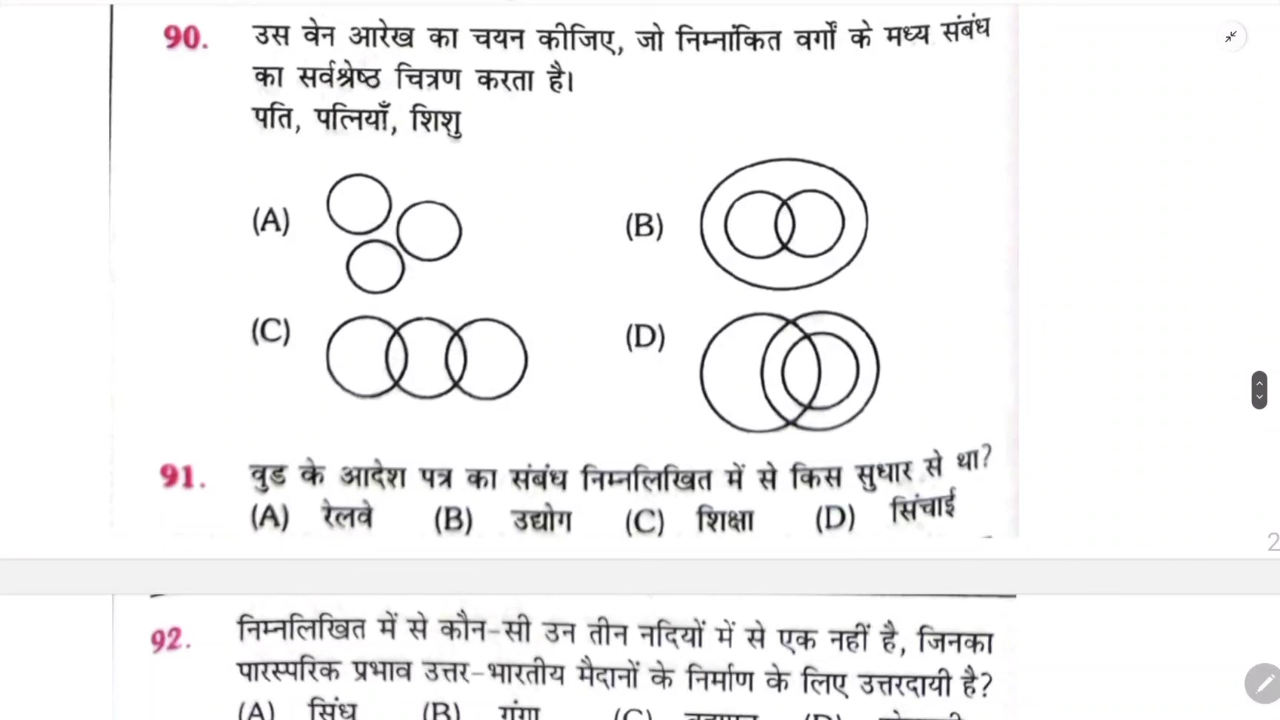 90. उस वेन आरेख का चयन कीजिए, जो निम्नांकित वर्गों के मध्य संबंध
का सर्वश्रेष्ठ चित्रण करता है।
पति, पत्नियाँ, शिशु
(A) (B)
(C) (D)
91. वुड के आदेश पत्र का संबंध निम्नलिखित में से किस सुधार से था?
(A) रेलवे (B) उद्योग (C) शिक्षा (D) सिंचाई
2
92. निम्नलिखित में से कौन-सी उन तीन नदियों में से एक नहीं है, जिनका
पारस्परिक प्रभाव उत्तर-भारतीय मैदानों के निर्माण के लिए उत्तरदायी है?
(A) सिंध (B) गंगा (C) (D)